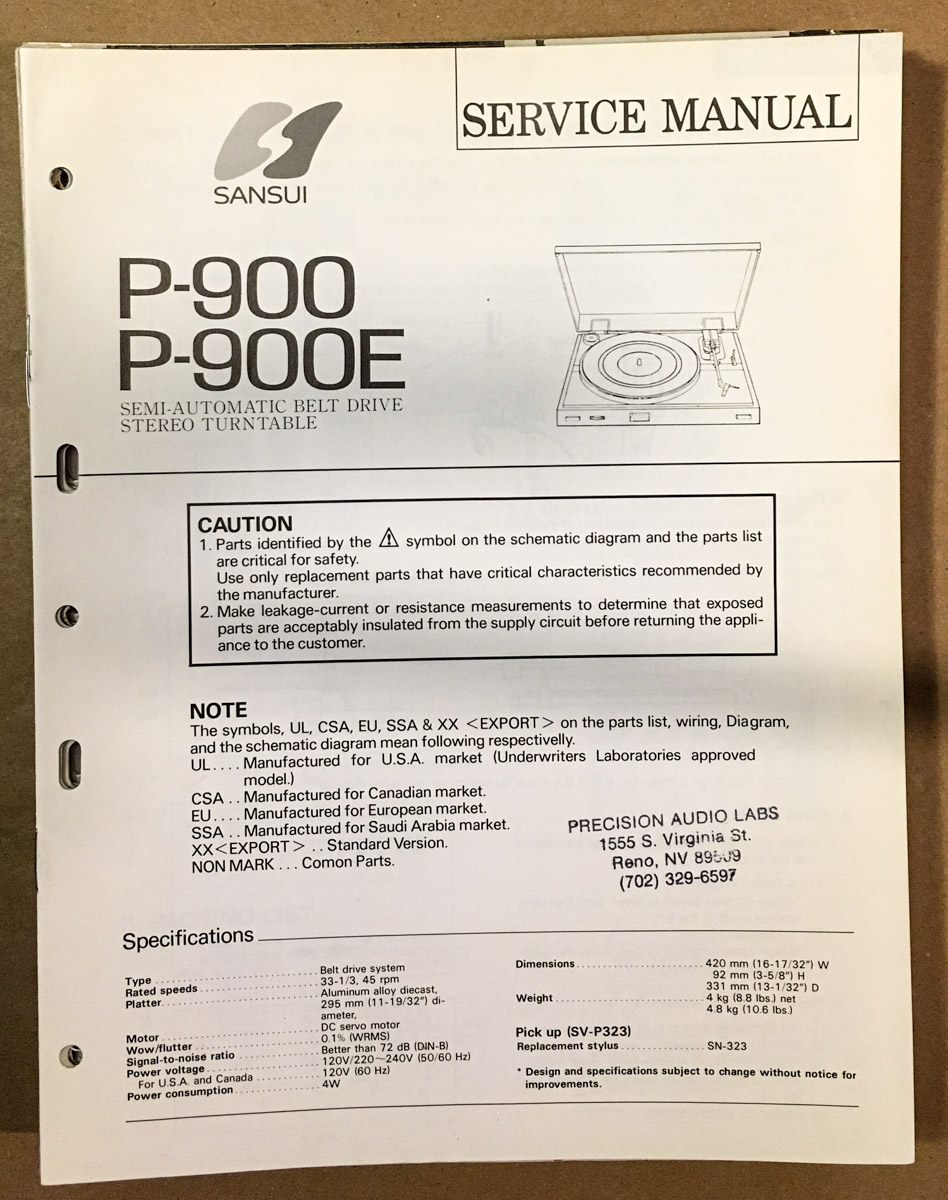 SERVICE MANUAL
SANSUI
P-900
P-900E
SEMI-AUTOMATIC BELT DRIVE
STEREO TURNTABLE
CAUTION
1. Parts identified by the ⚠ symbol on the schematic diagram and the parts list
are critical for safety.
Use only replacement parts that have critical characteristics recommended by
the manufacturer.
2. Make leakage-current or resistance measurements to determine that exposed
parts are acceptably insulated from the supply circuit before returning the appli-
ance to the customer.
NOTE
The symbols, UL, CSA, EU, SSA & XX <EXPORT> on the parts list, wiring, Diagram,
and the schematic diagram mean following respectivelly.
UL.... Manufactured for U.S.A. market (Underwriters Laboratories approved
model.)
CSA .. Manufactured for Canadian market.
EU.... Manufactured for European market.
SSA .. Manufactured for Saudi Arabia market.
XX<EXPORT> .. Standard Version.
NON MARK ... Comon Parts.
PRECISION AUDIO LABS
1555 S. Virginia St.
Reno, NV
(702) 329-6597
Specifications
Type .......... Belt drive system
Rated speeds .......... 33-1/3, 45 rpm
Platter .......... Aluminum alloy diecast,
295 mm (11-19/32") di-
ameter,
Motor .......... DC servo motor
Wow/flutter .......... 0.1% (WRMS)
Signal-to-noise ratio .......... Better than 72 dB (DIN-B)
Power voltage .......... 120V/220~240V (50/60 Hz)
For U.S.A. and Canada .......... 120V (60 Hz)
Power consumption .......... 4W
Dimensions .......... 420 mm (16-17/32") W
92 mm (3-5/8") H
331 mm (13-1/32") D
Weight .......... 4 kg (8.8 lbs.) net
4.8 kg (10.6 lbs.)
Pick up (SV-P323)
Replacement stylus .......... SN-323
* Design and specifications subject to change without notice for
improvements.